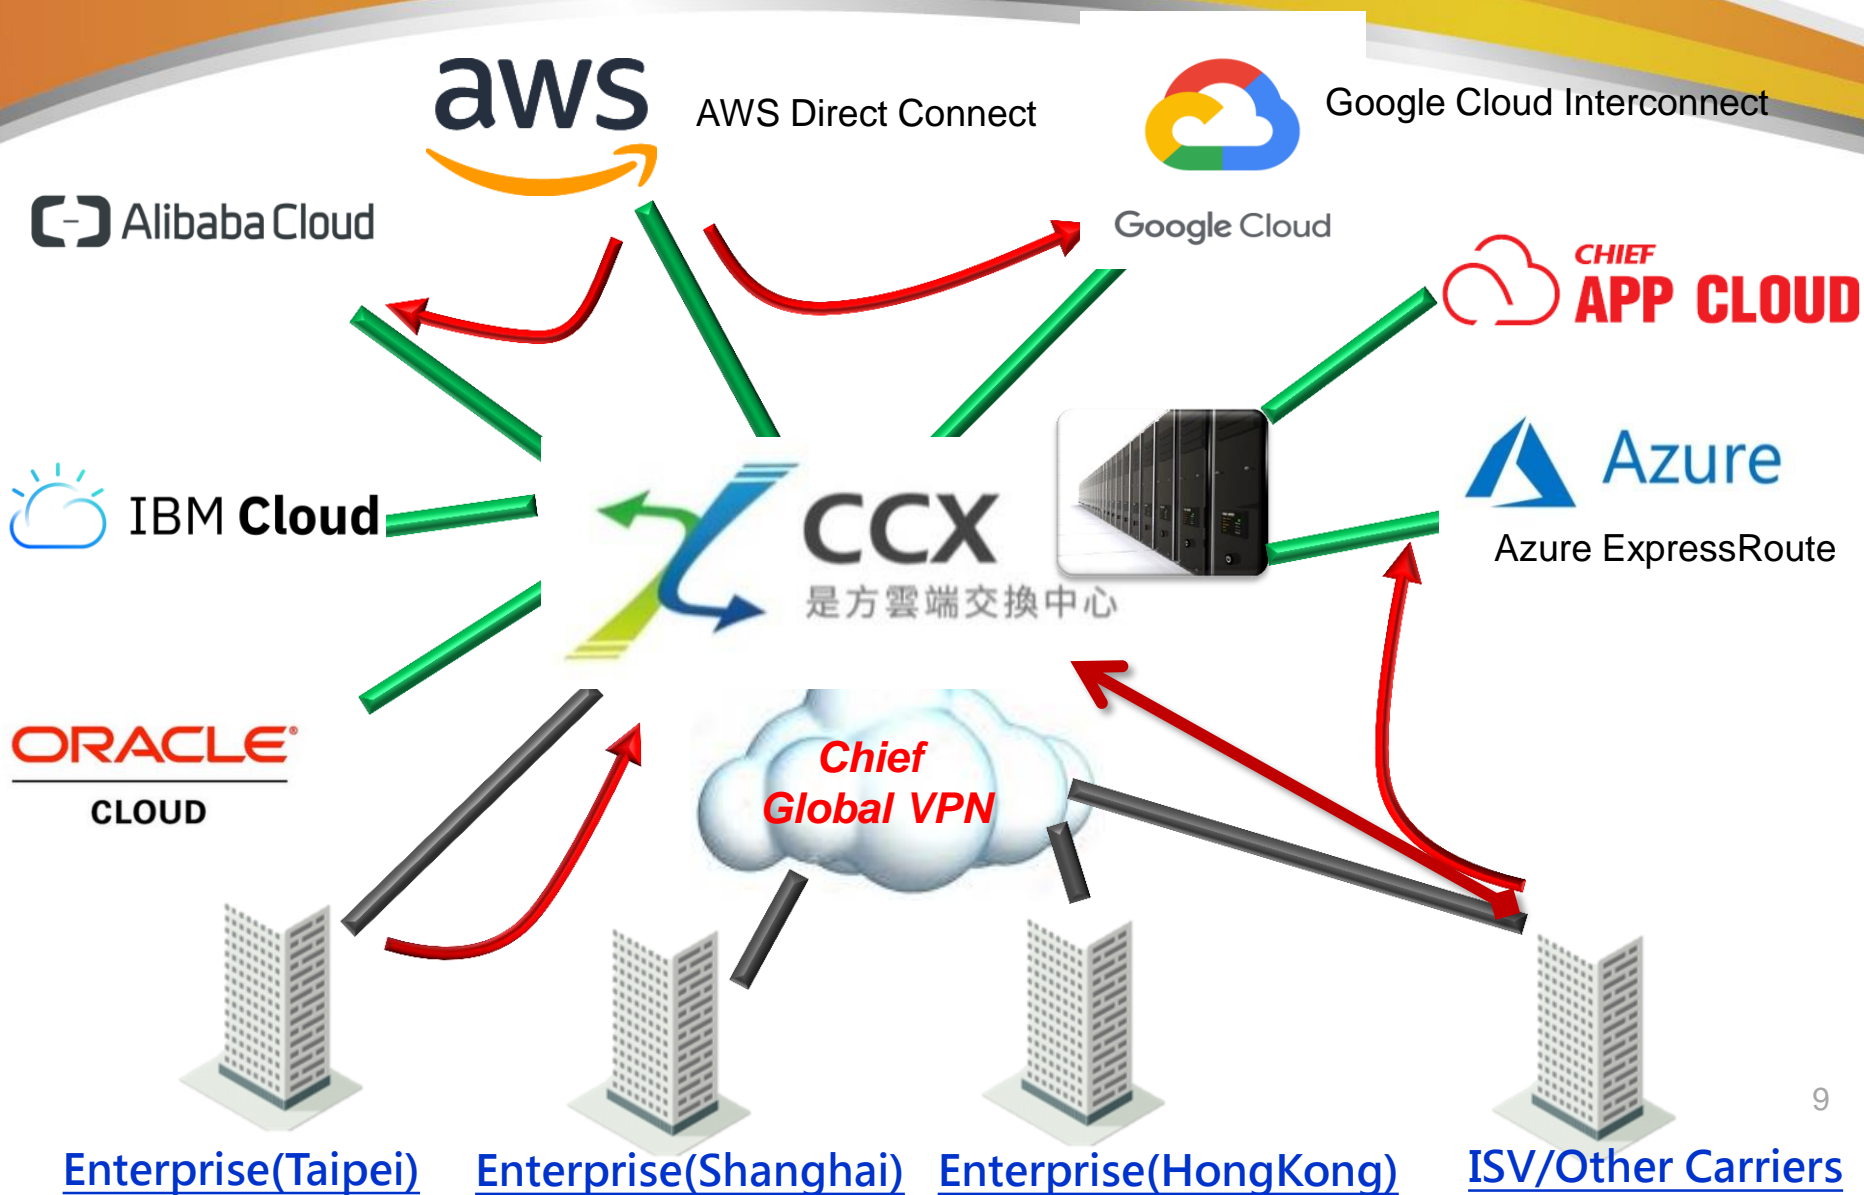 aws
AWS Direct Connect
Google Cloud Interconnect
Google Cloud
Alibaba Cloud
CHIEF
APP CLOUD
IBM Cloud
CCX
是方雲端交換中心
Azure
Azure ExpressRoute
ORACLE®
CLOUD
Chief
Global VPN
9
Enterprise(Taipei)
Enterprise(Shanghai)
Enterprise(HongKong)
ISV/Other Carriers